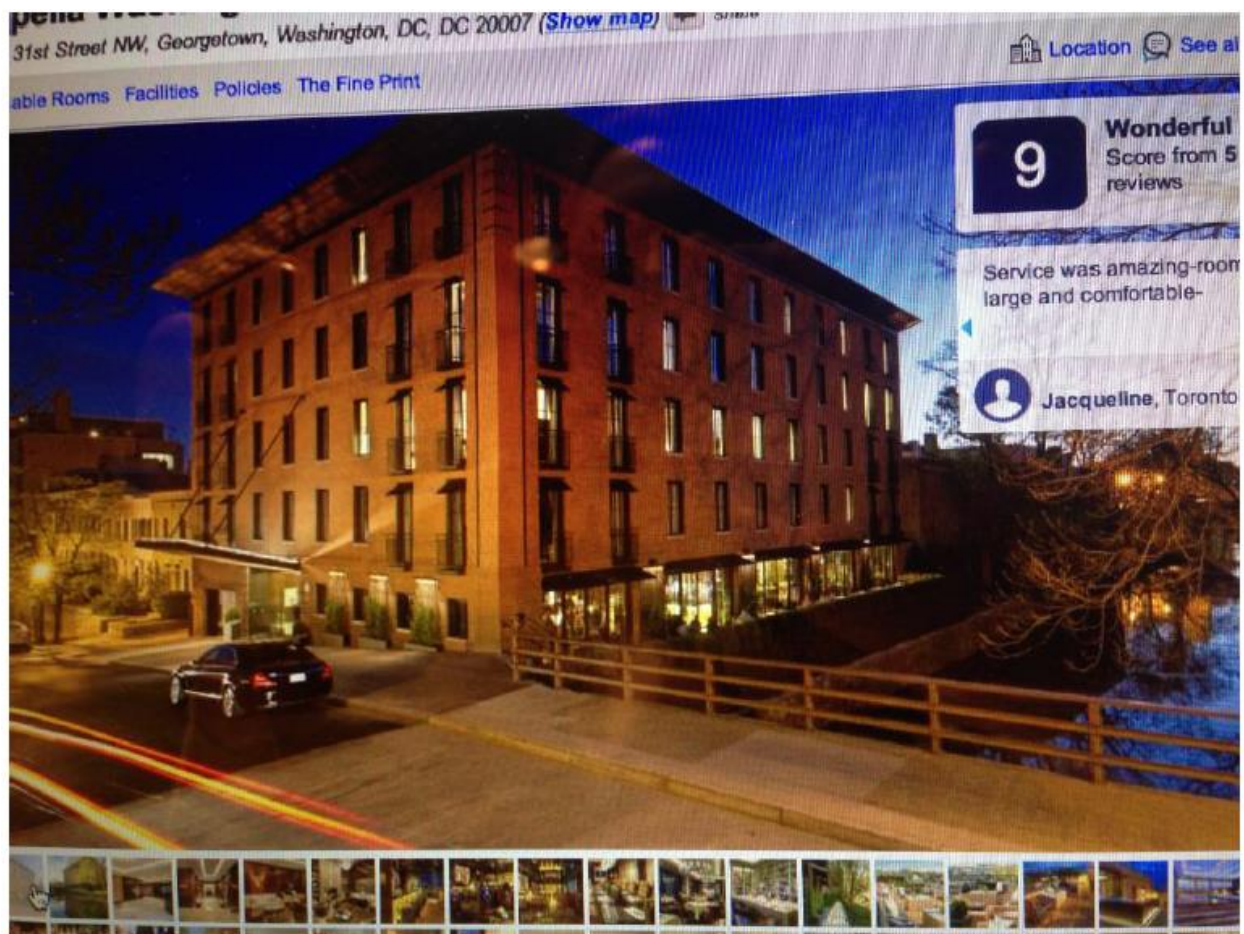 31st Street NW, Georgetown, Washington, DC, DC 20007 (Show map)
Location See
Rooms Facilities Policies The Fine Print
9
Wonderful
Score from 5
reviews
Service was amazing-room
large and comfortable-
Jacqueline, Toronto